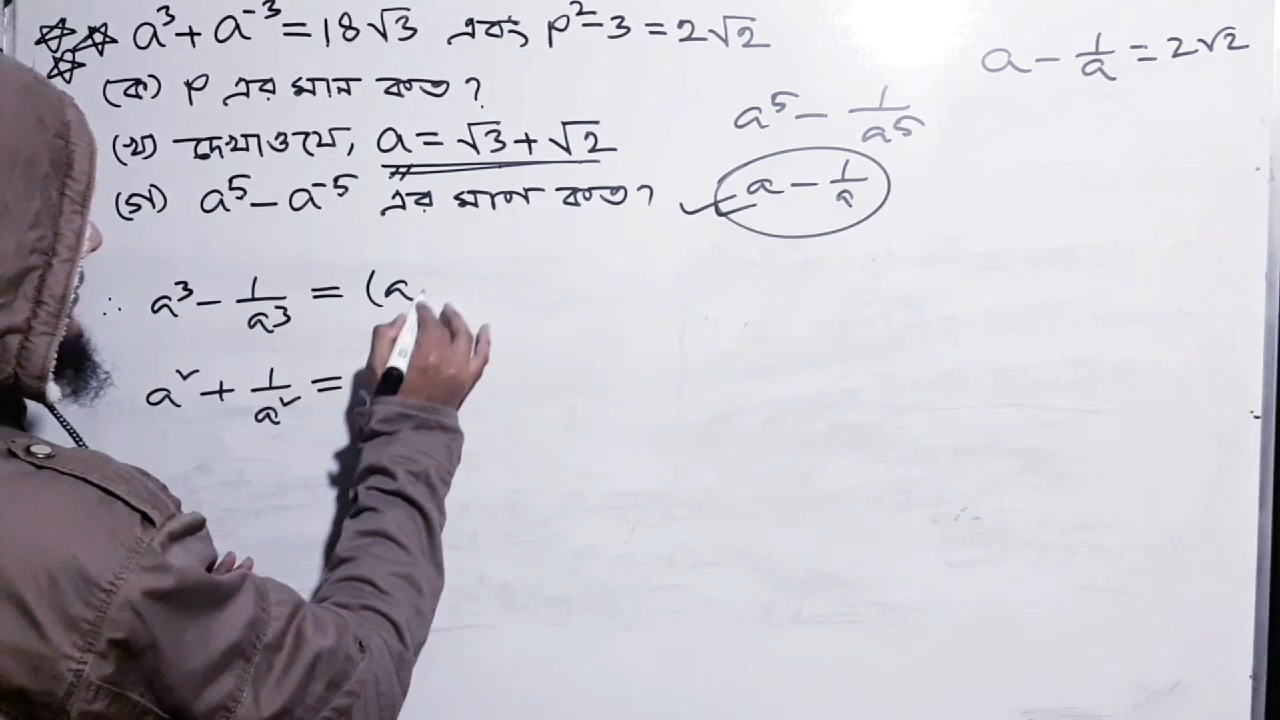 a³ + a⁻³ = 18√3 এবং p² - 3 = 2√2
(ক) p এর মান কত ?
(খ) দেখাও যে, a = √3 + √2
(গ) a⁵ - a⁻⁵ এর মান কত ?
a - 1/a = 2√2
a⁵ - 1/a⁵
a - 1/a
∴ a³ - 1/a³ = (a
a² + 1/a² =